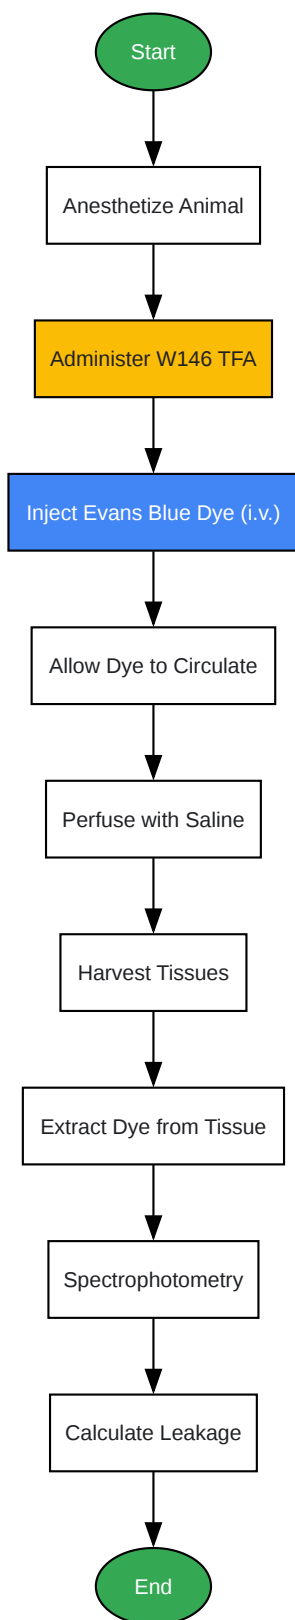 Start
Anesthetize Animal
Administer W146 TFA
Inject Evans Blue Dye (i.v.)
Allow Dye to Circulate
Perfuse with Saline
Harvest Tissues
Extract Dye from Tissue
Spectrophotometry
Calculate Leakage
End